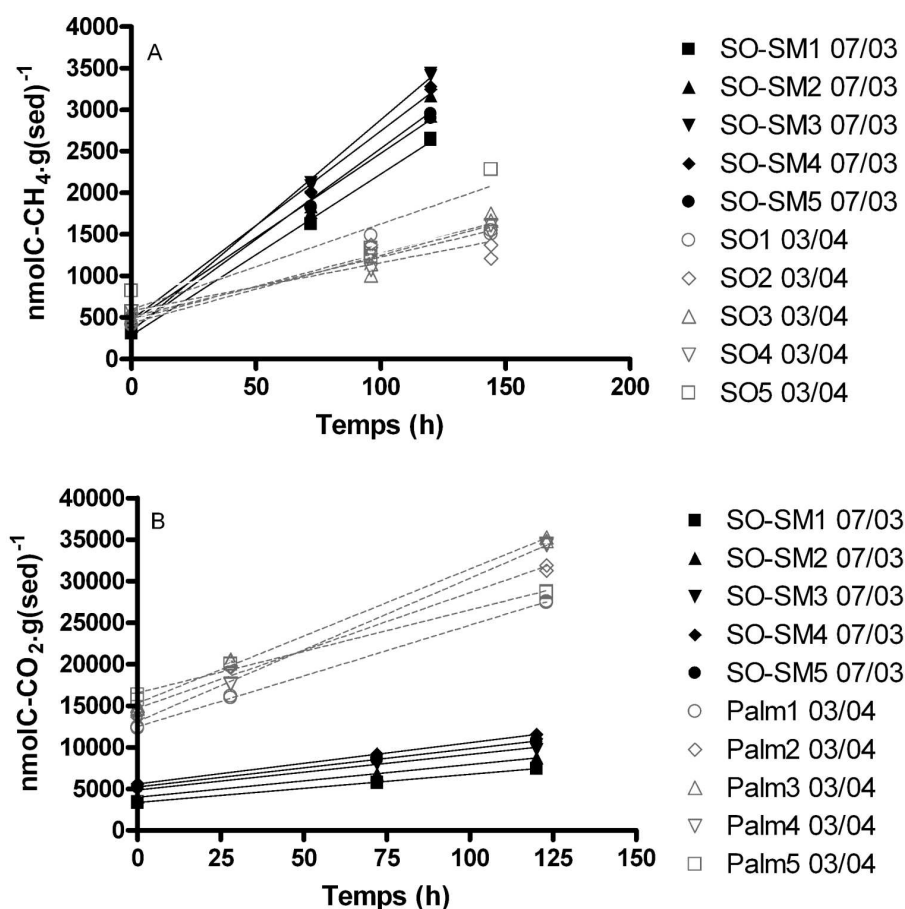 A
nmolC-CH4.g(sed)-1
4000
3500
3000
2500
2000
1500
1000
500
0
0 50 100 150 200
Temps (h)
SO-SM1 07/03
SO-SM2 07/03
SO-SM3 07/03
SO-SM4 07/03
SO-SM5 07/03
SO1 03/04
SO2 03/04
SO3 03/04
SO4 03/04
SO5 03/04
B
nmolC-CO2.g(sed)-1
40000
35000
30000
25000
20000
15000
10000
5000
0
0 25 50 75 100 125 150
Temps (h)
SO-SM1 07/03
SO-SM2 07/03
SO-SM3 07/03
SO-SM4 07/03
SO-SM5 07/03
Palm1 03/04
Palm2 03/04
Palm3 03/04
Palm4 03/04
Palm5 03/04